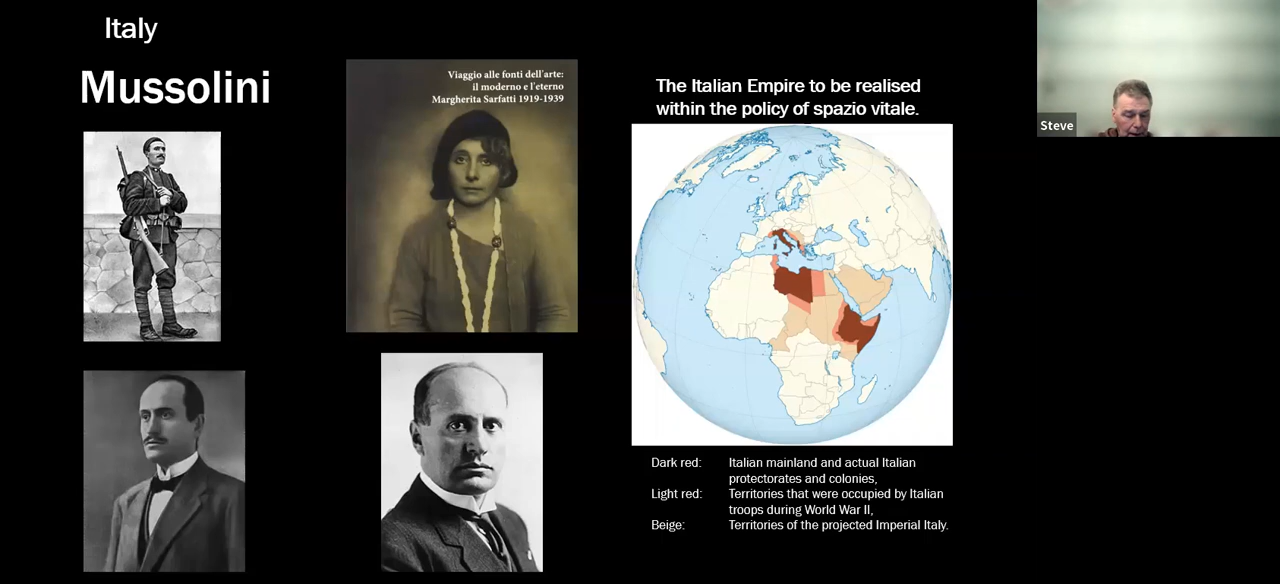 Italy
Mussolini
Viaggio alle fonti dell'arte:
il moderno e l'eterno
Margherita Sarfatti 1919-1939
The Italian Empire to be realised
within the policy of spazio vitale.
Steve
Dark red: Italian mainland and actual Italian
protectorates and colonies,
Light red: Territories that were occupied by Italian
troops during World War II,
Beige: Territories of the projected Imperial Italy.